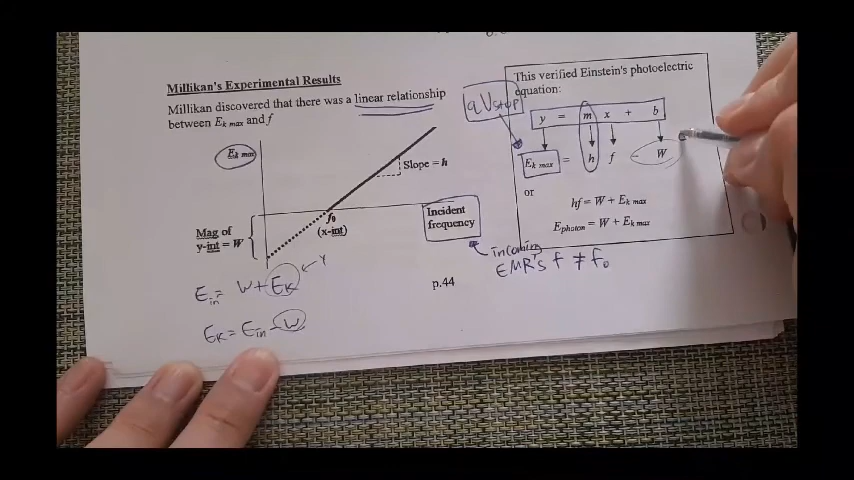 Millikan's Experimental Results
Millikan discovered that there was a linear relationship
between Ek max and f
Ek max
Slope = h
f0
(x-int)
Incident
frequency
Mag of
y-int = W
incoming
EMR's f ≠ f0
Ein = W + EK
Y
EK = Ein - W
p.44
qVstop
This verified Einstein's photoelectric
equation:
y = m x + b
Ek max = h f - W
or
hf = W + Ek max
Ephoton = W + Ek max